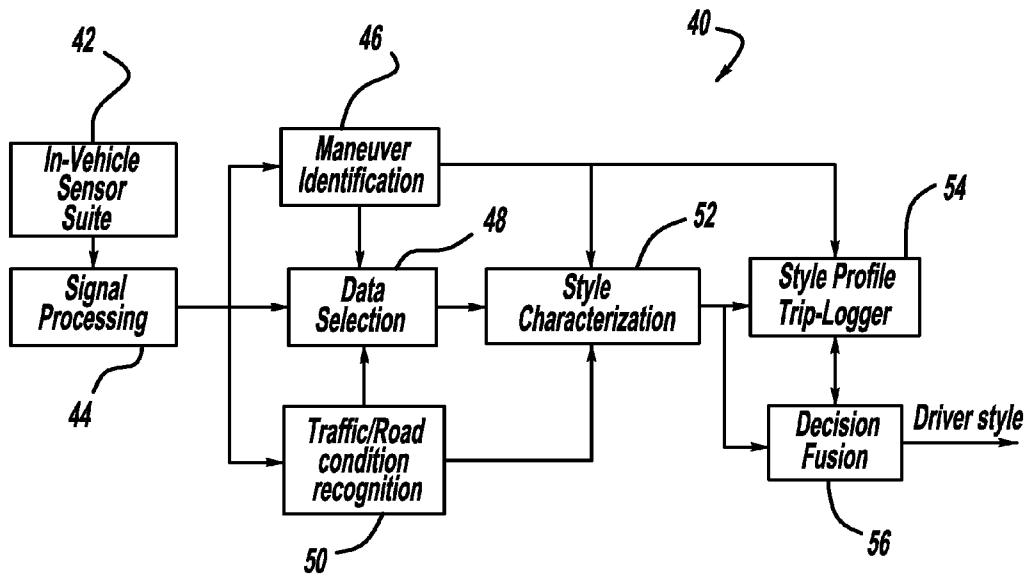 42
46
40
In-Vehicle
Sensor
Suite
Maneuver
Identification
54
48
52
Signal
Processing
Data
Selection
Style
Characterization
Style Profile
Trip-Logger
44
Traffic/Road
condition
recognition
Decision
Fusion
Driver style
50
56